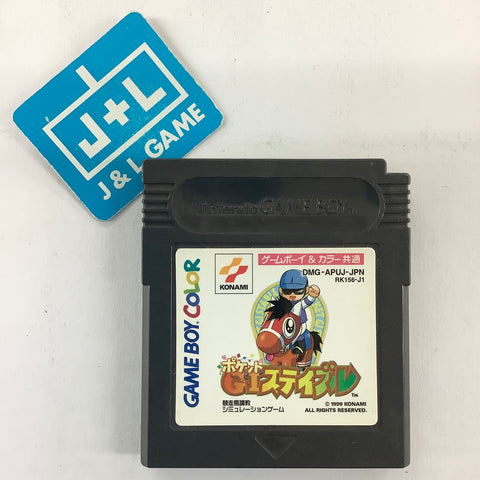 J+L
J & L GAME
Nintendo GAME BOY TM
ゲームボーイ & カラー共通
KONAMI
DMG-APUJ-JPN
RK156-J1
GAME BOY COLOR
ポケット
GIステイブル TM
競走馬調教
シミュレーションゲーム
© 1999 KONAMI
ALL RIGHTS RESERVED.